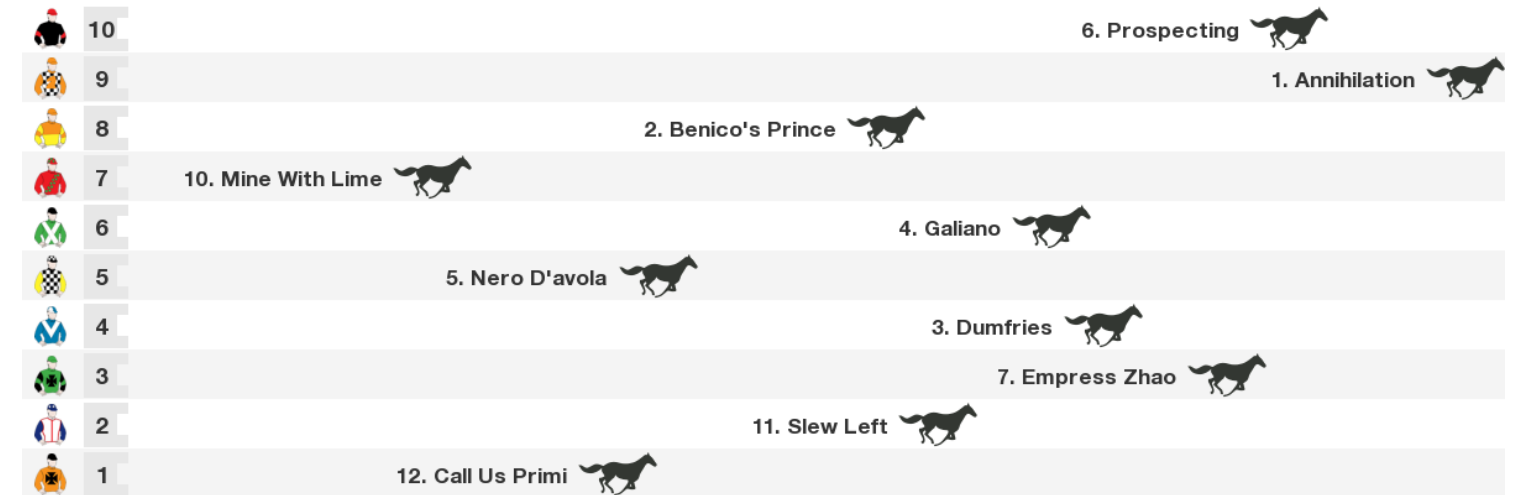 10 6. Prospecting
9 1. Annihilation
8 2. Benico's Prince
7 10. Mine With Lime
6 4. Galiano
5 5. Nero D'avola
4 3. Dumfries
3 7. Empress Zhao
2 11. Slew Left
1 12. Call Us Primi